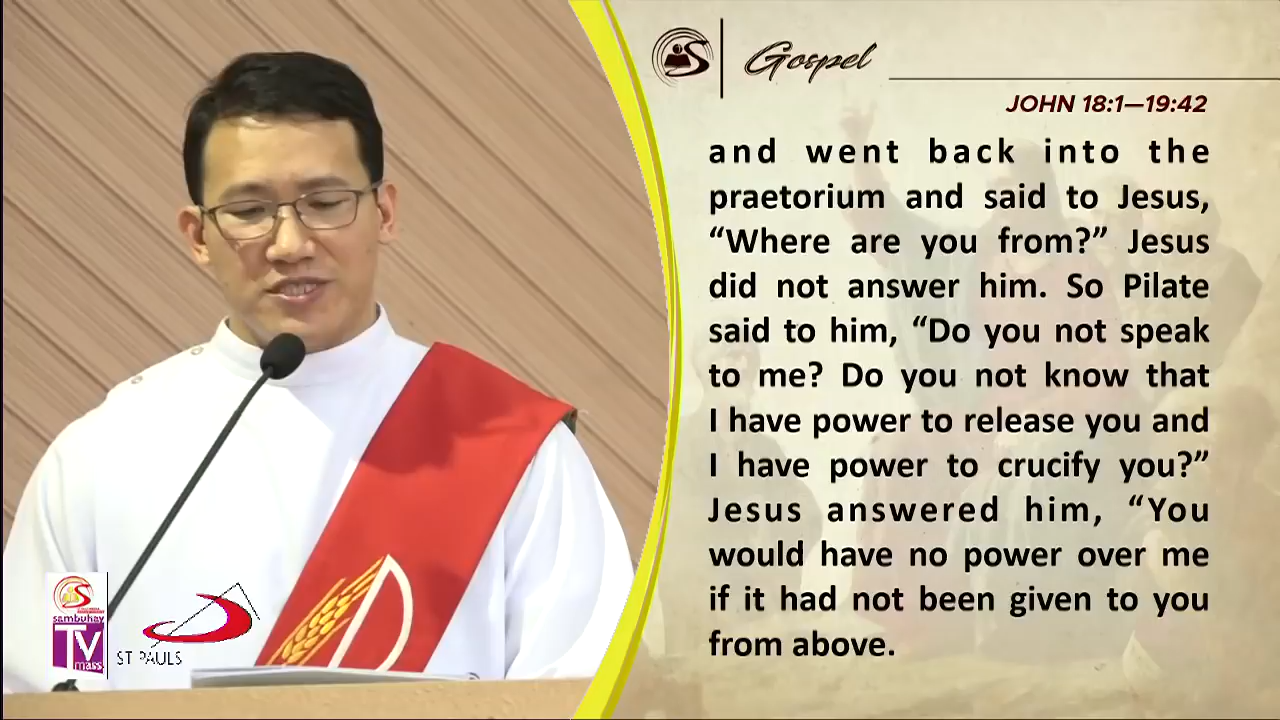 Gospel
JOHN 18:1—19:42
and went back into the
praetorium and said to Jesus,
“Where are you from?” Jesus
did not answer him. So Pilate
said to him, “Do you not speak
to me? Do you not know that
I have power to release you and
I have power to crucify you?”
Jesus answered him, “You
would have no power over me
if it had not been given to you
from above.
sambuhay
TV
mass
ST PAULS